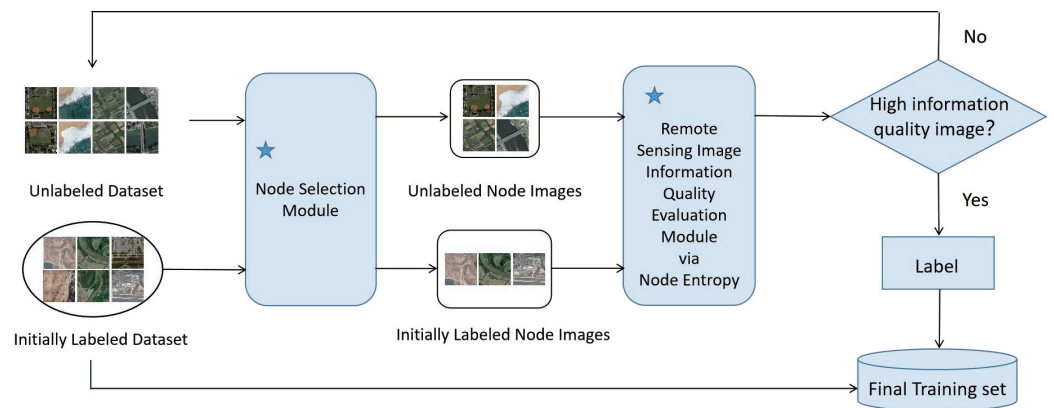 No
High information
quality image?
Remote
Sensing Image
Information
Quality
Evaluation
Module
via
Node Entropy
Node Selection
Module
Unlabeled Dataset
Unlabeled Node Images
Yes
Label
Initially Labeled Dataset
Initially Labeled Node Images
Final Training set